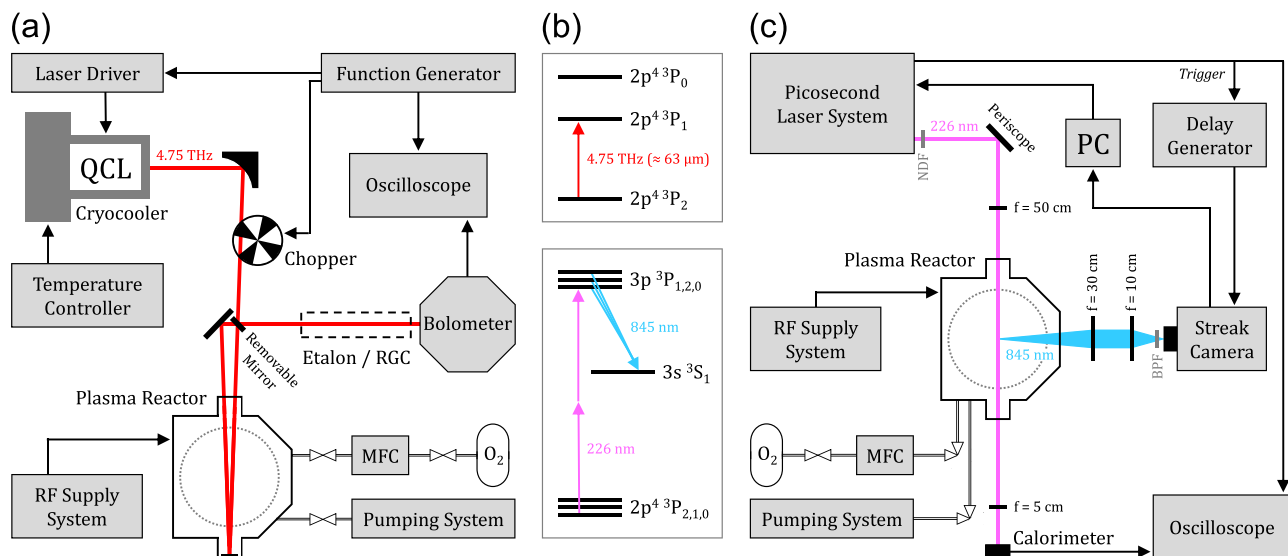 (a)
Laser Driver
Function Generator
QCL
4.75 THz
Cryocooler
Oscilloscope
Chopper
Temperature
Controller
Bolometer
Etalon / RGC
Removable
Mirror
Plasma Reactor
RF Supply
System
MFC
O₂
Pumping System
(b)
2p⁴ ³P₀
2p⁴ ³P₁
4.75 THz (≈ 63 µm)
2p⁴ ³P₂
3p ³P₁,₂,₀
845 nm
3s ³S₁
226 nm
2p⁴ ³P₂,₁,₀
(c)
Picosecond
Laser System
Trigger
226 nm
Periscope
NDF
PC
Delay
Generator
f = 50 cm
Plasma Reactor
RF Supply
System
f = 30 cm
f = 10 cm
845 nm
BPF
Streak
Camera
O₂
MFC
Pumping System
f = 5 cm
Calorimeter
Oscilloscope